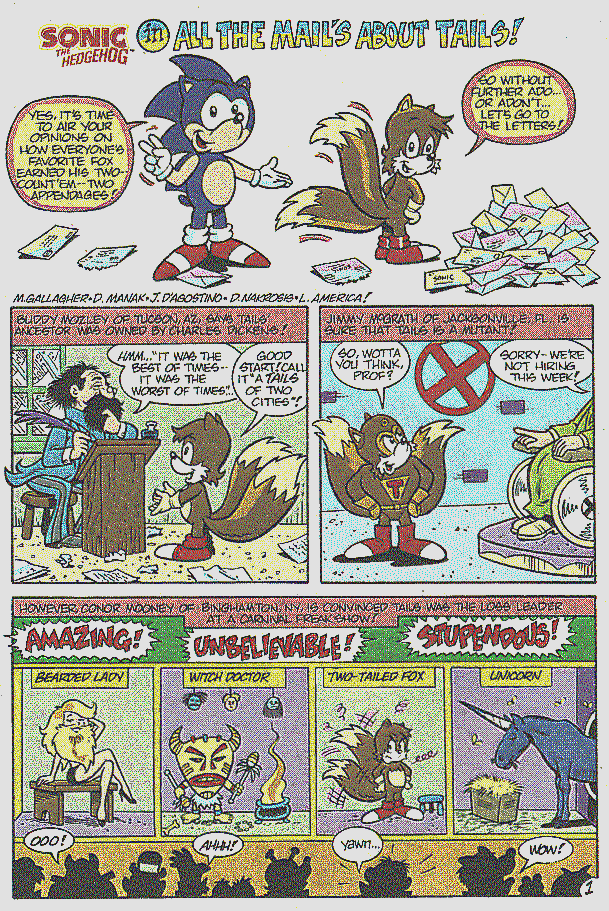 SONIC
THE
HEDGEHOG™
in
ALL THE MAIL'S ABOUT TAILS!
YES, IT'S TIME
TO AIR YOUR
OPINIONS ON
HOW EVERYONE'S
FAVORITE FOX
EARNED HIS TWO-
COUNT 'EM--TWO
APPENDAGES!
SO WITHOUT
FURTHER ADO...
OR ADON'T...
LET'S GO TO
THE LETTERS!
SONIC
M. GALLAGHER • D. MANAK • J. D'AGOSTINO • D. NAKROSIS • L. AMERICA!
BUDDY MOZLEY OF TUCSON, AZ. SAYS TAILS'
ANCESTOR WAS OWNED BY CHARLES DICKENS!
HMM..."IT WAS THE
BEST OF TIMES--
IT WAS THE
WORST OF TIMES"...
GOOD
START! CALL
IT "A TAILS
OF TWO
CITIES"!
JIMMY McGRATH OF JACKSONVILLE, FL. IS
SURE THAT TAILS IS A MUTANT!
SO, WOTTA
YOU THINK,
PROF?
SORRY--WE'RE
NOT HIRING
THIS WEEK!
HOWEVER, CONOR MOONEY OF BINGHAMTON, NY, IS CONVINCED TAILS WAS THE LOSS-LEADER
AT A CARNIVAL FREAK SHOW!
AMAZING!
UNBELIEVABLE!
STUPENDOUS!
BEARDED LADY
WITCH DOCTOR
TWO-TAILED FOX
UNICORN
OOO!
AHHH!
YAWN...
WOW!
1